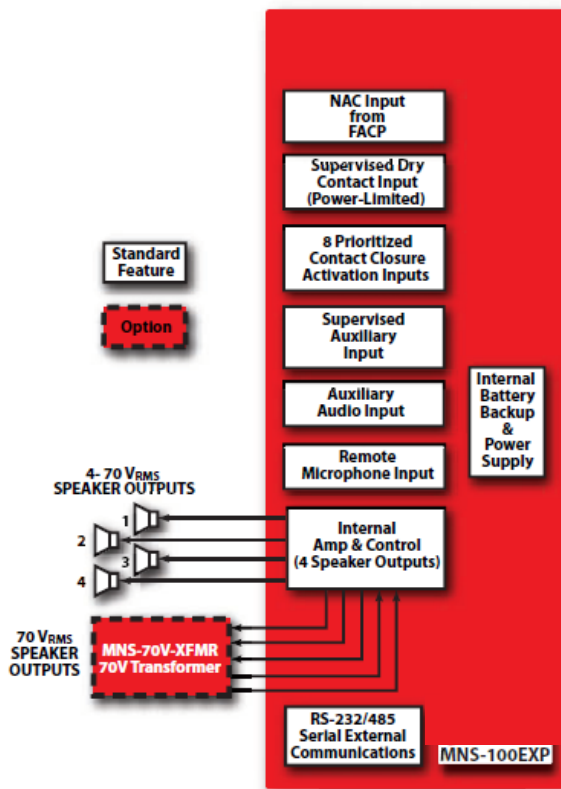 NAC Input
from
FACP
Supervised Dry
Contact Input
(Power-Limited)
8 Prioritized
Contact Closure
Activation Inputs
Standard
Feature
Option
Supervised
Auxiliary
Input
Internal
Battery
Backup
&
Power
Supply
Auxiliary
Audio Input
Remote
Microphone Input
4- 70 VRMS
SPEAKER OUTPUTS
1
2
3
4
Internal
Amp & Control
(4 Speaker Outputs)
70 VRMS
SPEAKER
OUTPUTS
MNS-70V-XFMR
70V Transformer
RS-232/485
Serial External
Communications
MNS-100EXP